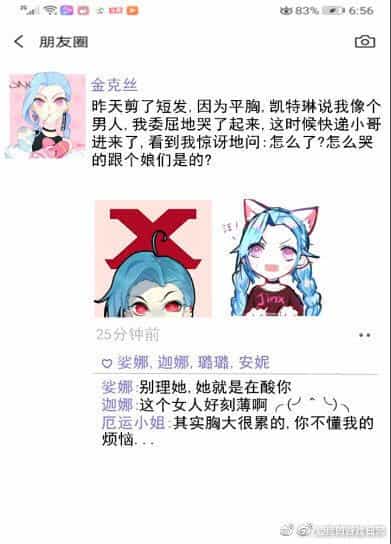 83% 6:56
朋友圈
金克丝
昨天剪了短发,因为平胸,凯特琳说我像个
男人,我委屈地哭了起来,这时候快递小哥
进来了,看到我惊讶地问:怎么了?怎么哭
的跟个娘们是的?
汪!
Jinx
25分钟前
娑娜,迦娜,璐璐,安妮
娑娜:别理她,她就是在酸你
迦娜:这个女人好刻薄啊╭(╯^╰)╮
厄运小姐:其实胸大很累的,你不懂我的
烦恼...